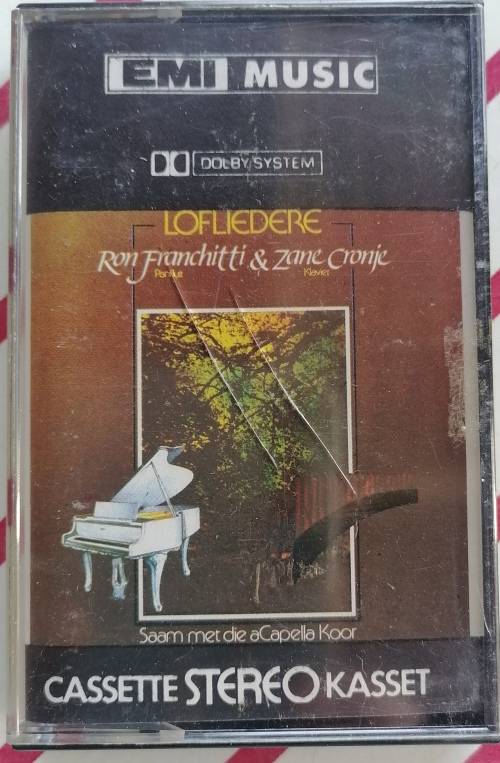 EMI MUSIC
DOLBY SYSTEM
LOFLIEDERE
Ron Franchitti & Zane Cronje
Panfluit Klavier
Saam met die aCapella Koor
CASSETTE STEREO KASSET